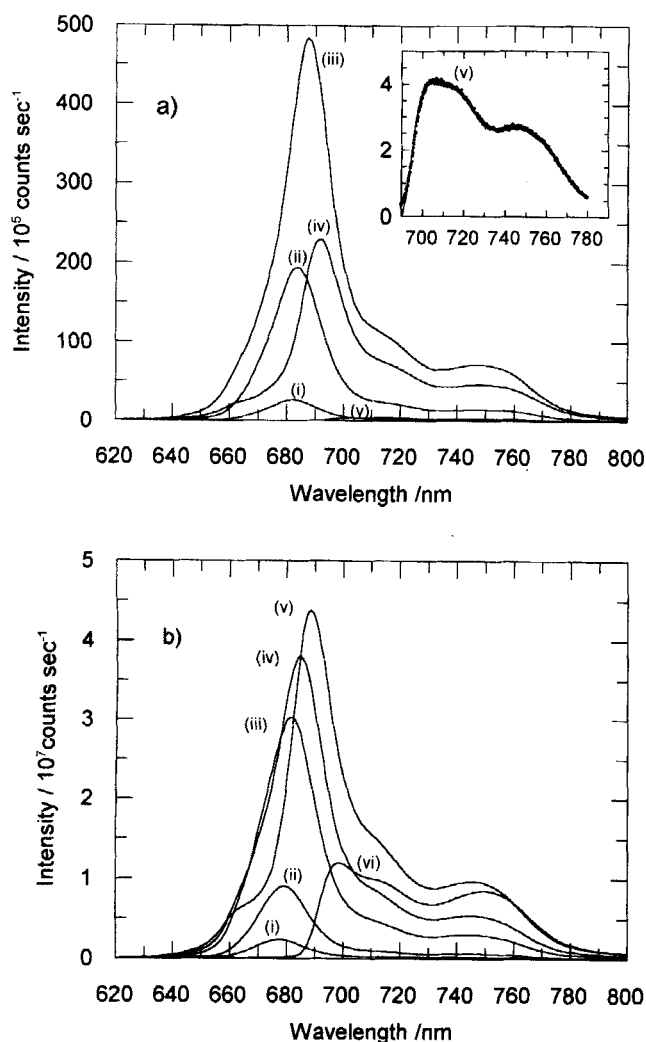 500
400
300
200
100
0
Intensity / 10⁵ counts sec⁻¹
a)
(iii)
(iv)
(ii)
(i)
(v)
4
2
0
(v)
700 720 740 760 780
620 640 660 680 700 720 740 760 780 800
Wavelength /nm
5
4
3
2
1
0
Intensity / 10⁷counts sec⁻¹
b)
(v)
(iv)
(iii)
(ii)
(i)
(vi)
620 640 660 680 700 720 740 760 780 800
Wavelength /nm